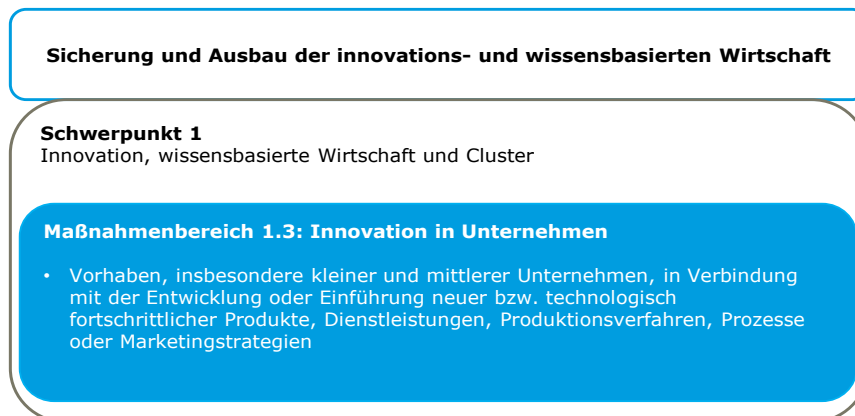 Sicherung und Ausbau der innovations- und wissensbasierten Wirtschaft
Schwerpunkt 1
Innovation, wissensbasierte Wirtschaft und Cluster
Maßnahmenbereich 1.3: Innovation in Unternehmen
• Vorhaben, insbesondere kleiner und mittlerer Unternehmen, in Verbindung
mit der Entwicklung oder Einführung neuer bzw. technologisch
fortschrittlicher Produkte, Dienstleistungen, Produktionsverfahren, Prozesse
oder Marketingstrategien